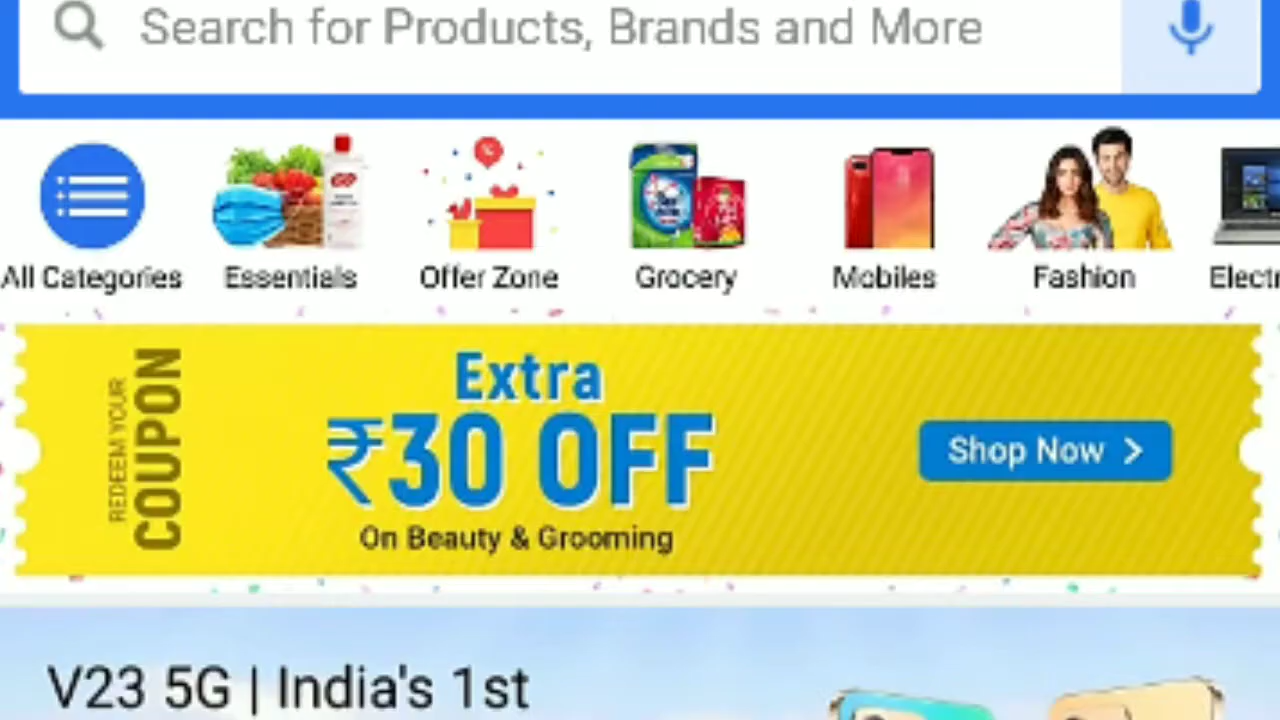 Search for Products, Brands and More
All Categories
Essentials
Offer Zone
Grocery
Mobiles
Fashion
REDEEM YOUR
COUPON
Extra
₹30 OFF
On Beauty & Grooming
Shop Now
V23 5G | India's 1st